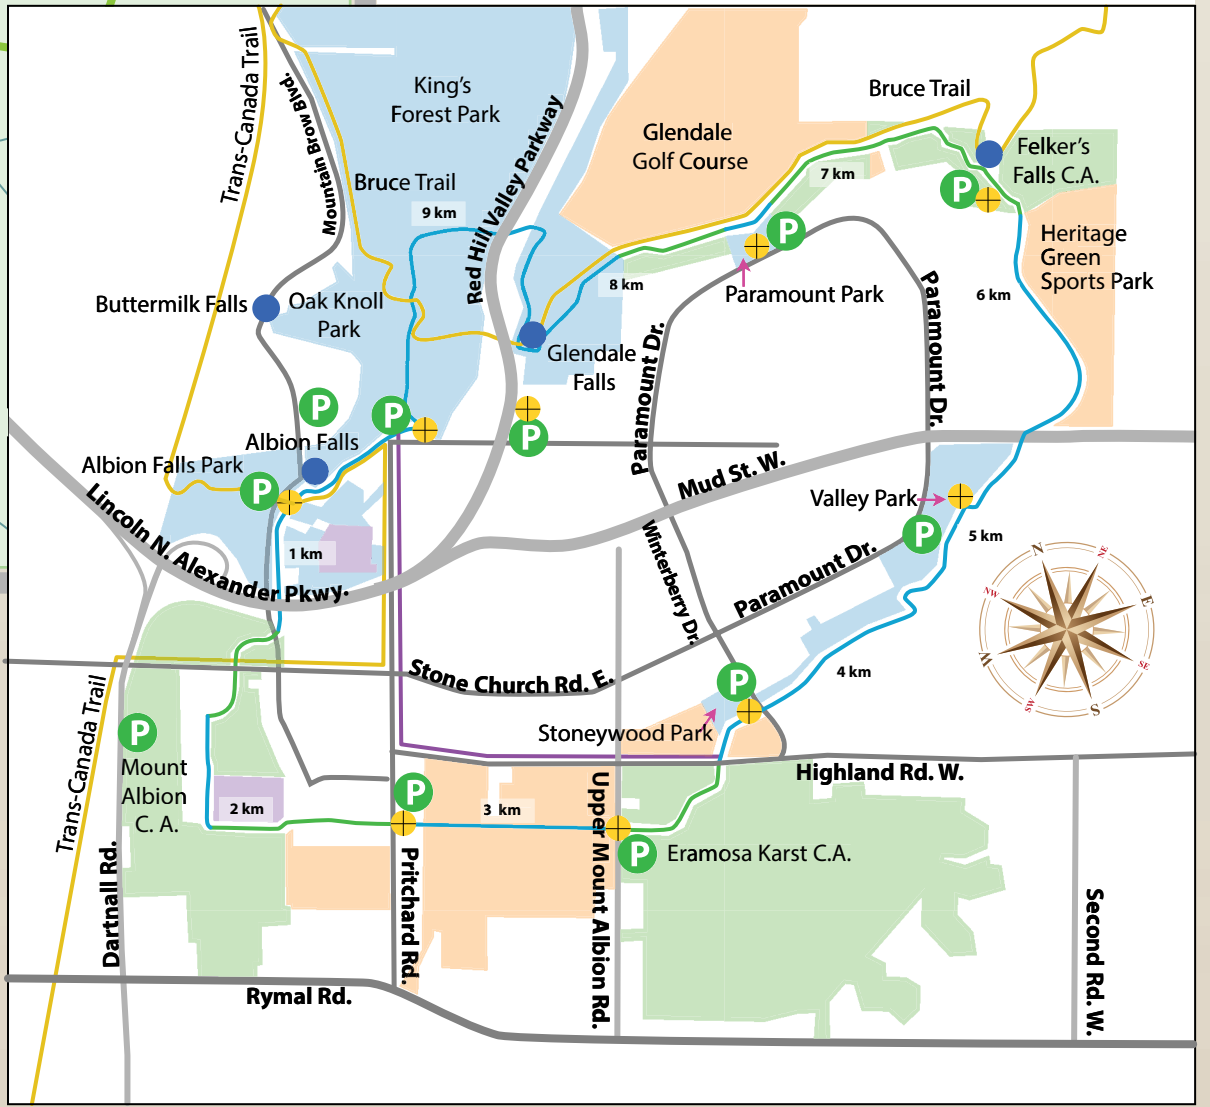 Trans-Canada Trail
Mountain Brow Blvd.
King's
Forest Park
Red Hill Valley Parkway
Bruce Trail
9 km
Glendale
Golf Course
Bruce Trail
Felker's
Falls C.A.
P
7 km
P
Heritage
Green
Sports Park
6 km
Paramount Park
8 km
Buttermilk Falls
Oak Knoll
Park
Glendale
Falls
Paramount Dr.
Paramount Dr.
P
P
P
Albion Falls
Albion Falls Park
P
Mud St. W.
Valley Park
P
5 km
Lincoln N. Alexander Pkwy.
1 km
Winterberry Dr.
Paramount Dr.
N
NE
E
SE
S
SW
W
NW
4 km
Stone Church Rd. E.
P
Stoneywood Park
Trans-Canada Trail
P
Mount
Albion
C. A.
Highland Rd. W.
2 km
P
3 km
Upper Mount Albion Rd.
P
Eramosa Karst C.A.
Dartnall Rd.
Pritchard Rd.
Second Rd. W.
Rymal Rd.